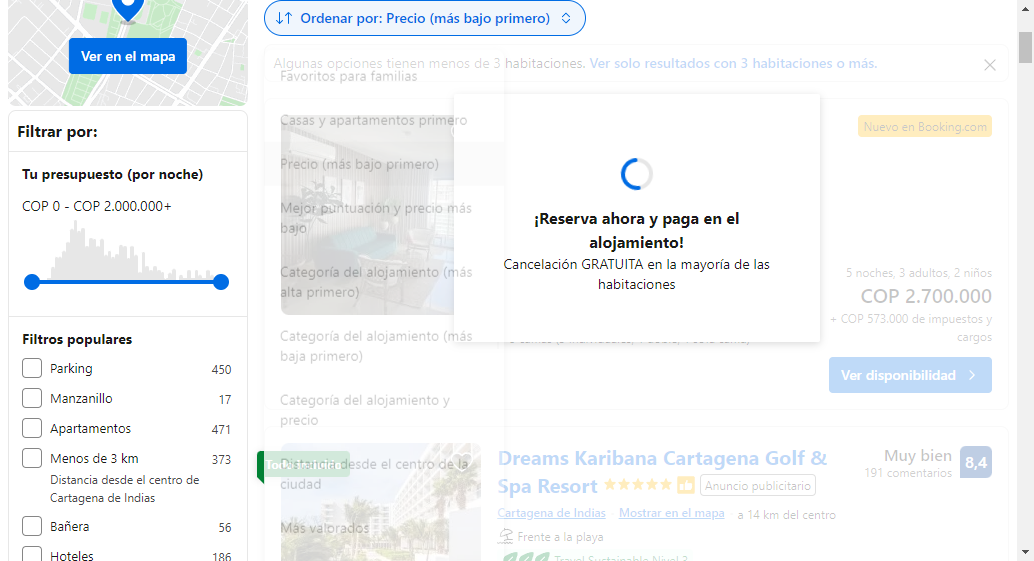 Ver en el mapa
Filtrar por:
Tu presupuesto (por noche)
COP 0 - COP 2.000.000+
Filtros populares
Parking 450
Manzanillo 17
Apartamentos 471
Menos de 3 km 373
Distancia desde el centro de
Cartagena de Indias
Bañera 56
Hoteles 186
Ordenar por: Precio (más bajo primero)
Algunas opciones tienen menos de 3 habitaciones. Ver solo resultados con 3 habitaciones o más.
Favoritos para familias
Casas y apartamentos primero
Precio (más bajo primero)
Mejor puntuación y precio más
bajo
Categoría del alojamiento (más
alta primero)
Categoría del alojamiento (más
baja primero)
Categoría del alojamiento y
precio
Distancia desde el centro de la
ciudad
Más valorados
¡Reserva ahora y paga en el
alojamiento!
Cancelación GRATUITA en la mayoría de las
habitaciones
Nuevo en Booking.com
5 noches, 3 adultos, 2 niños
COP 2.700.000
+ COP 573.000 de impuestos y
cargos
Ver disponibilidad
Dreams Karibana Cartagena Golf &
Spa Resort
Anuncio publicitario
Muy bien
191 comentarios
8,4
Cartagena de Indias Mostrar en el mapa a 14 km del centro
Frente a la playa
Travel Sustainable Nivel 3